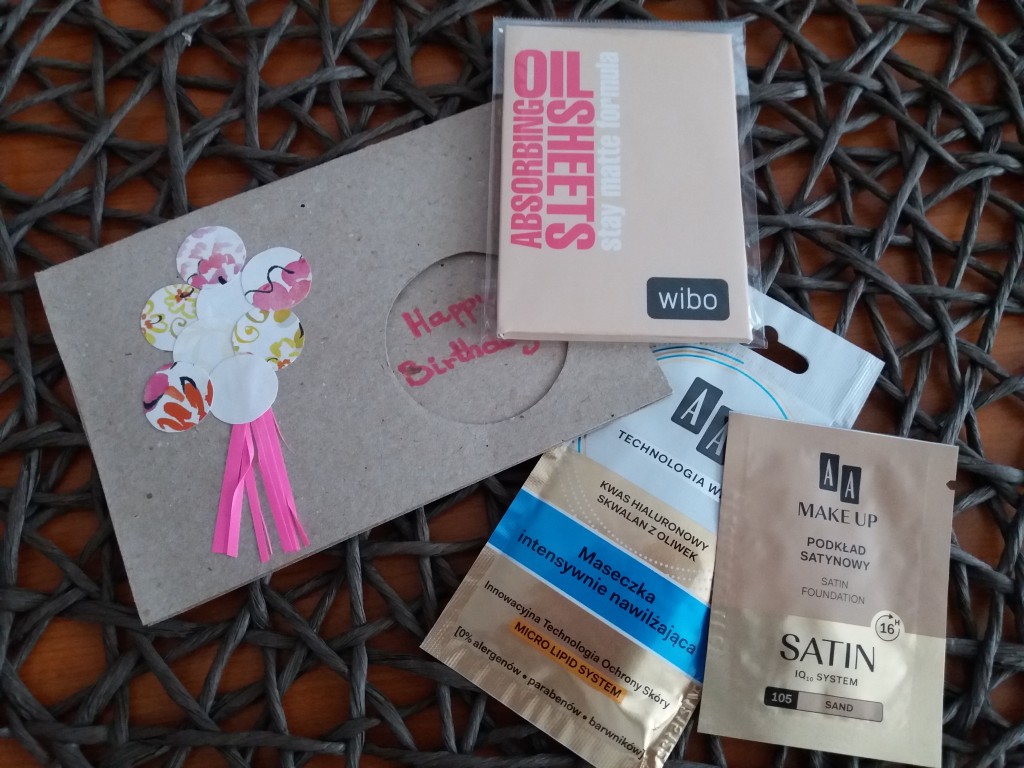 ABSORBING
OIL
SHEETS
stay matte formula
wibo
Happy
Birthday
AA
TECHNOLOGIA W
KWAS HIALURONOWY
SKWALAN Z OLIWEK
Maseczka
intensywnie nawilżająca
Innowacyjna Technologia Ochrony Skóry
MICRO LIPID SYSTEM
[0% alergenów • parabenów • barwników]
AA
MAKE UP
PODKŁAD
SATYNOWY
SATIN
FOUNDATION
16H
SATIN
IQ10 SYSTEM
105 SAND